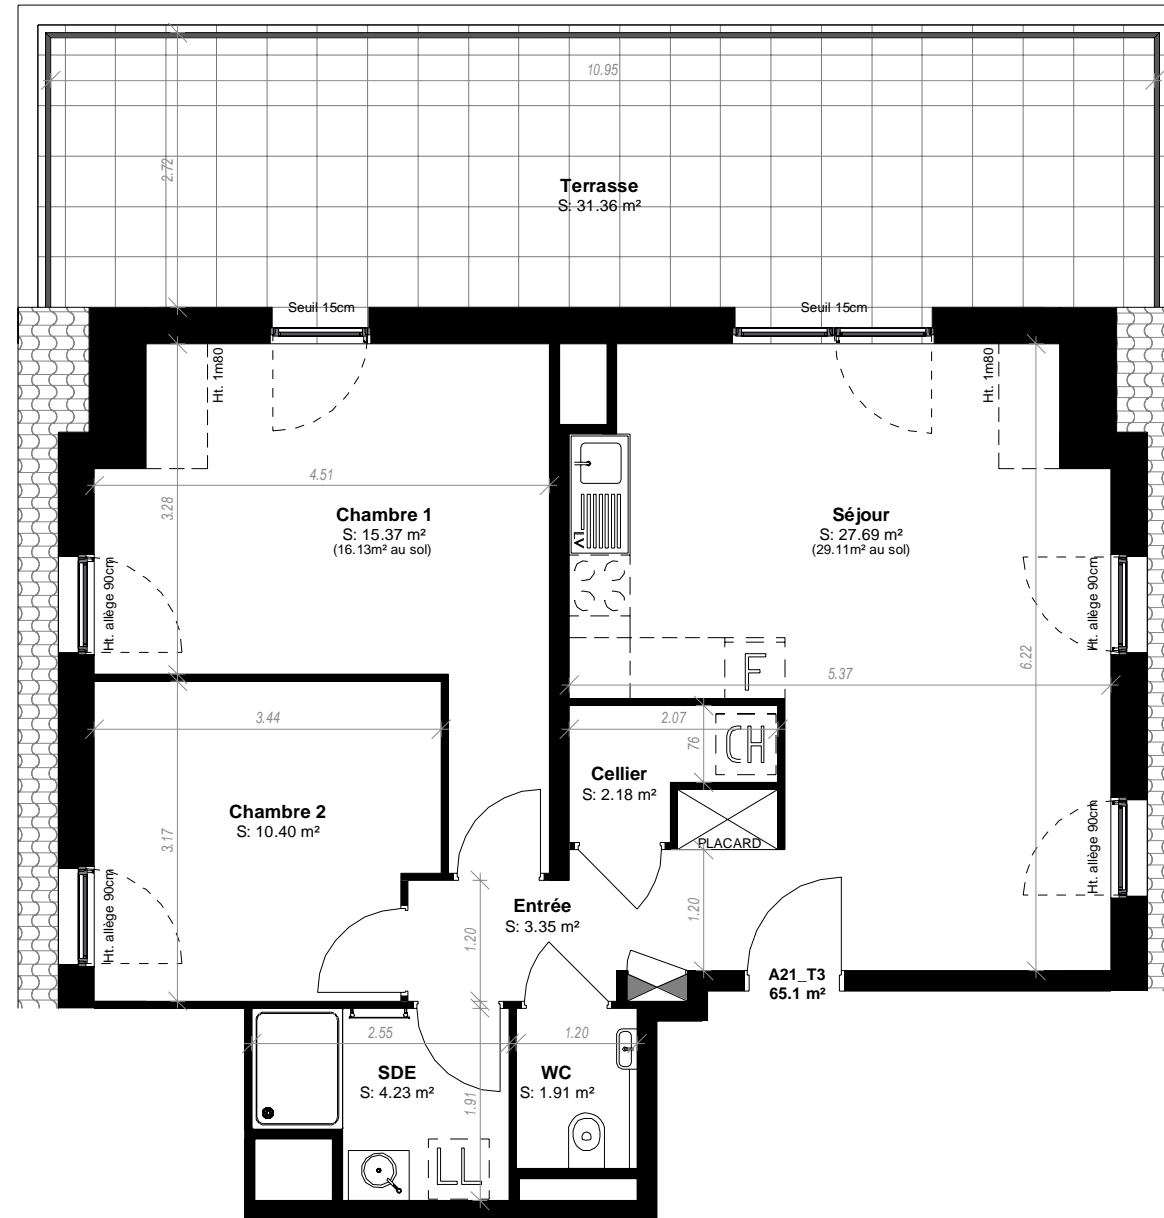 10.95
2.72
Terrasse
S: 31.36 m²
Seuil 15cm
Seuil 15cm
Ht. 1m80
Ht. 1m80
4.51
3.28
Chambre 1
S: 15.37 m²
(16.13m² au sol)
LV
Séjour
S: 27.69 m²
(29.11m² au sol)
Ht. allège 90cm
Ht. allège 90cm
F
5.37
6.22
3.44
2.07
76
CH
Cellier
S: 2.18 m²
Chambre 2
S: 10.40 m²
3.17
PLACARD
Ht. allège 90cm
Ht. allège 90cm
Entrée
S: 3.35 m²
1.20
1.20
A21_T3
65.1 m²
2.55
1.20
SDE
S: 4.23 m²
WC
S: 1.91 m²
1.91
LL